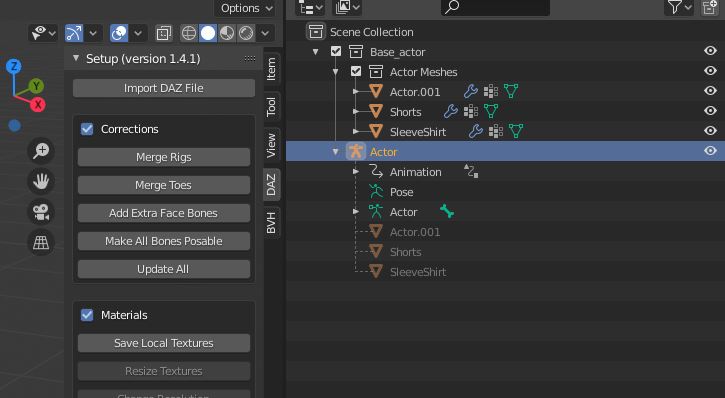 Options
Setup (version 1.4.1)
Import DAZ File
Corrections
Merge Rigs
Merge Toes
Add Extra Face Bones
Make All Bones Posable
Update All
Materials
Save Local Textures
Resize Textures
Item
Tool
View
DAZ
BVH
Z
Y
X
Scene Collection
Base_actor
Actor Meshes
Actor.001
Shorts
SleeveShirt
Actor
Animation
Pose
Actor
Actor.001
Shorts
SleeveShirt